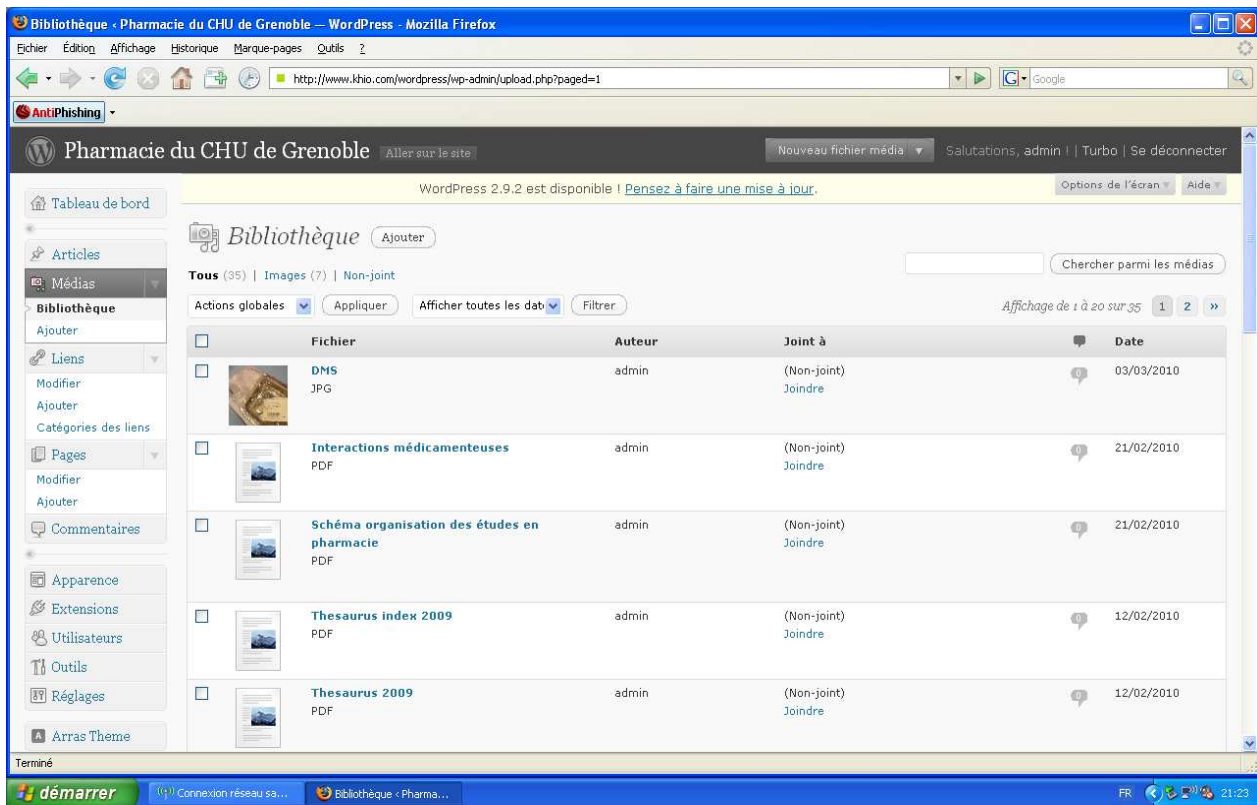 Bibliothèque ‹ Pharmacie du CHU de Grenoble — WordPress - Mozilla Firefox
Fichier Édition Affichage Historique Marque-pages Outils ?
http://www.khio.com/wordpress/wp-admin/upload.php?paged=1
G Google
AntiPhishing
Pharmacie du CHU de Grenoble Aller sur le site Nouveau fichier média Salutations, admin ! | Turbo | Se déconnecter
WordPress 2.9.2 est disponible ! Pensez à faire une mise à jour. Options de l'écran Aide
Tableau de bord
Articles
Médias
Bibliothèque
Ajouter
Liens
Modifier
Ajouter
Catégories des liens
Pages
Modifier
Ajouter
Commentaires
Apparence
Extensions
Utilisateurs
Outils
Réglages
Arras Theme
Bibliothèque Ajouter
Chercher parmi les médias
Tous (35) | Images (7) | Non-joint
Actions globales Appliquer Afficher toutes les dat Filtrer Affichage de 1 à 20 sur 35 1 2 »
Fichier Auteur Joint à Date
DMS admin (Non-joint) 0 03/03/2010
JPG Joindre
Interactions médicamenteuses admin (Non-joint) 0 21/02/2010
PDF Joindre
Schéma organisation des études en admin (Non-joint) 0 21/02/2010
pharmacie Joindre
PDF
Thesaurus index 2009 admin (Non-joint) 0 12/02/2010
PDF Joindre
Thesaurus 2009 admin (Non-joint) 0 12/02/2010
PDF Joindre
Terminé
démarrer Connexion réseau sa... Bibliothèque ‹ Pharma... FR 21:23